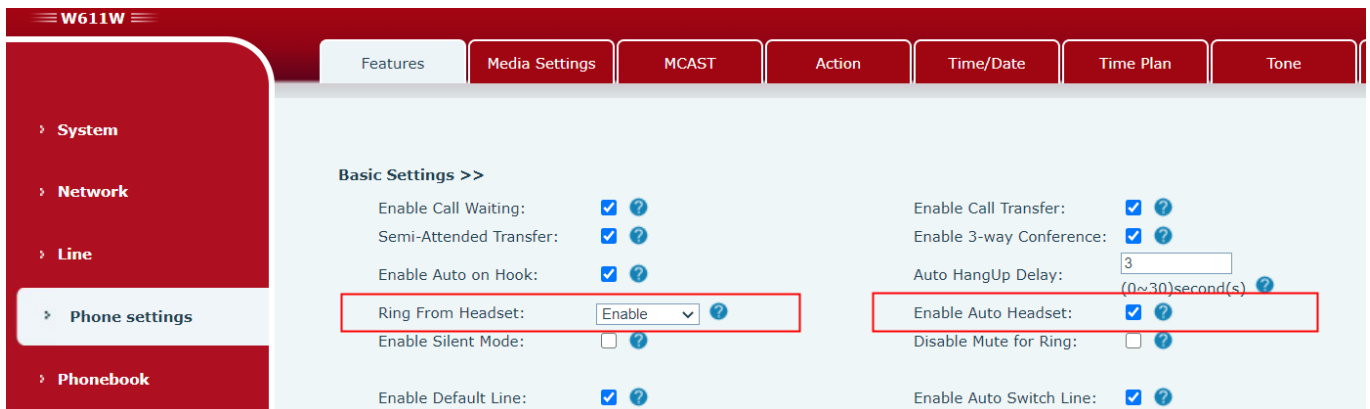 W611W
Features Media Settings MCAST Action Time/Date Time Plan Tone
System
Network
Line
Phone settings
Phonebook
Basic Settings >>
Enable Call Waiting: Enable Call Transfer:
Semi-Attended Transfer: Enable 3-way Conference:
Enable Auto on Hook: Auto HangUp Delay: 3
(0~30)second(s)
Ring From Headset: Enable Enable Auto Headset:
Enable Silent Mode: Disable Mute for Ring:
Enable Default Line: Enable Auto Switch Line: